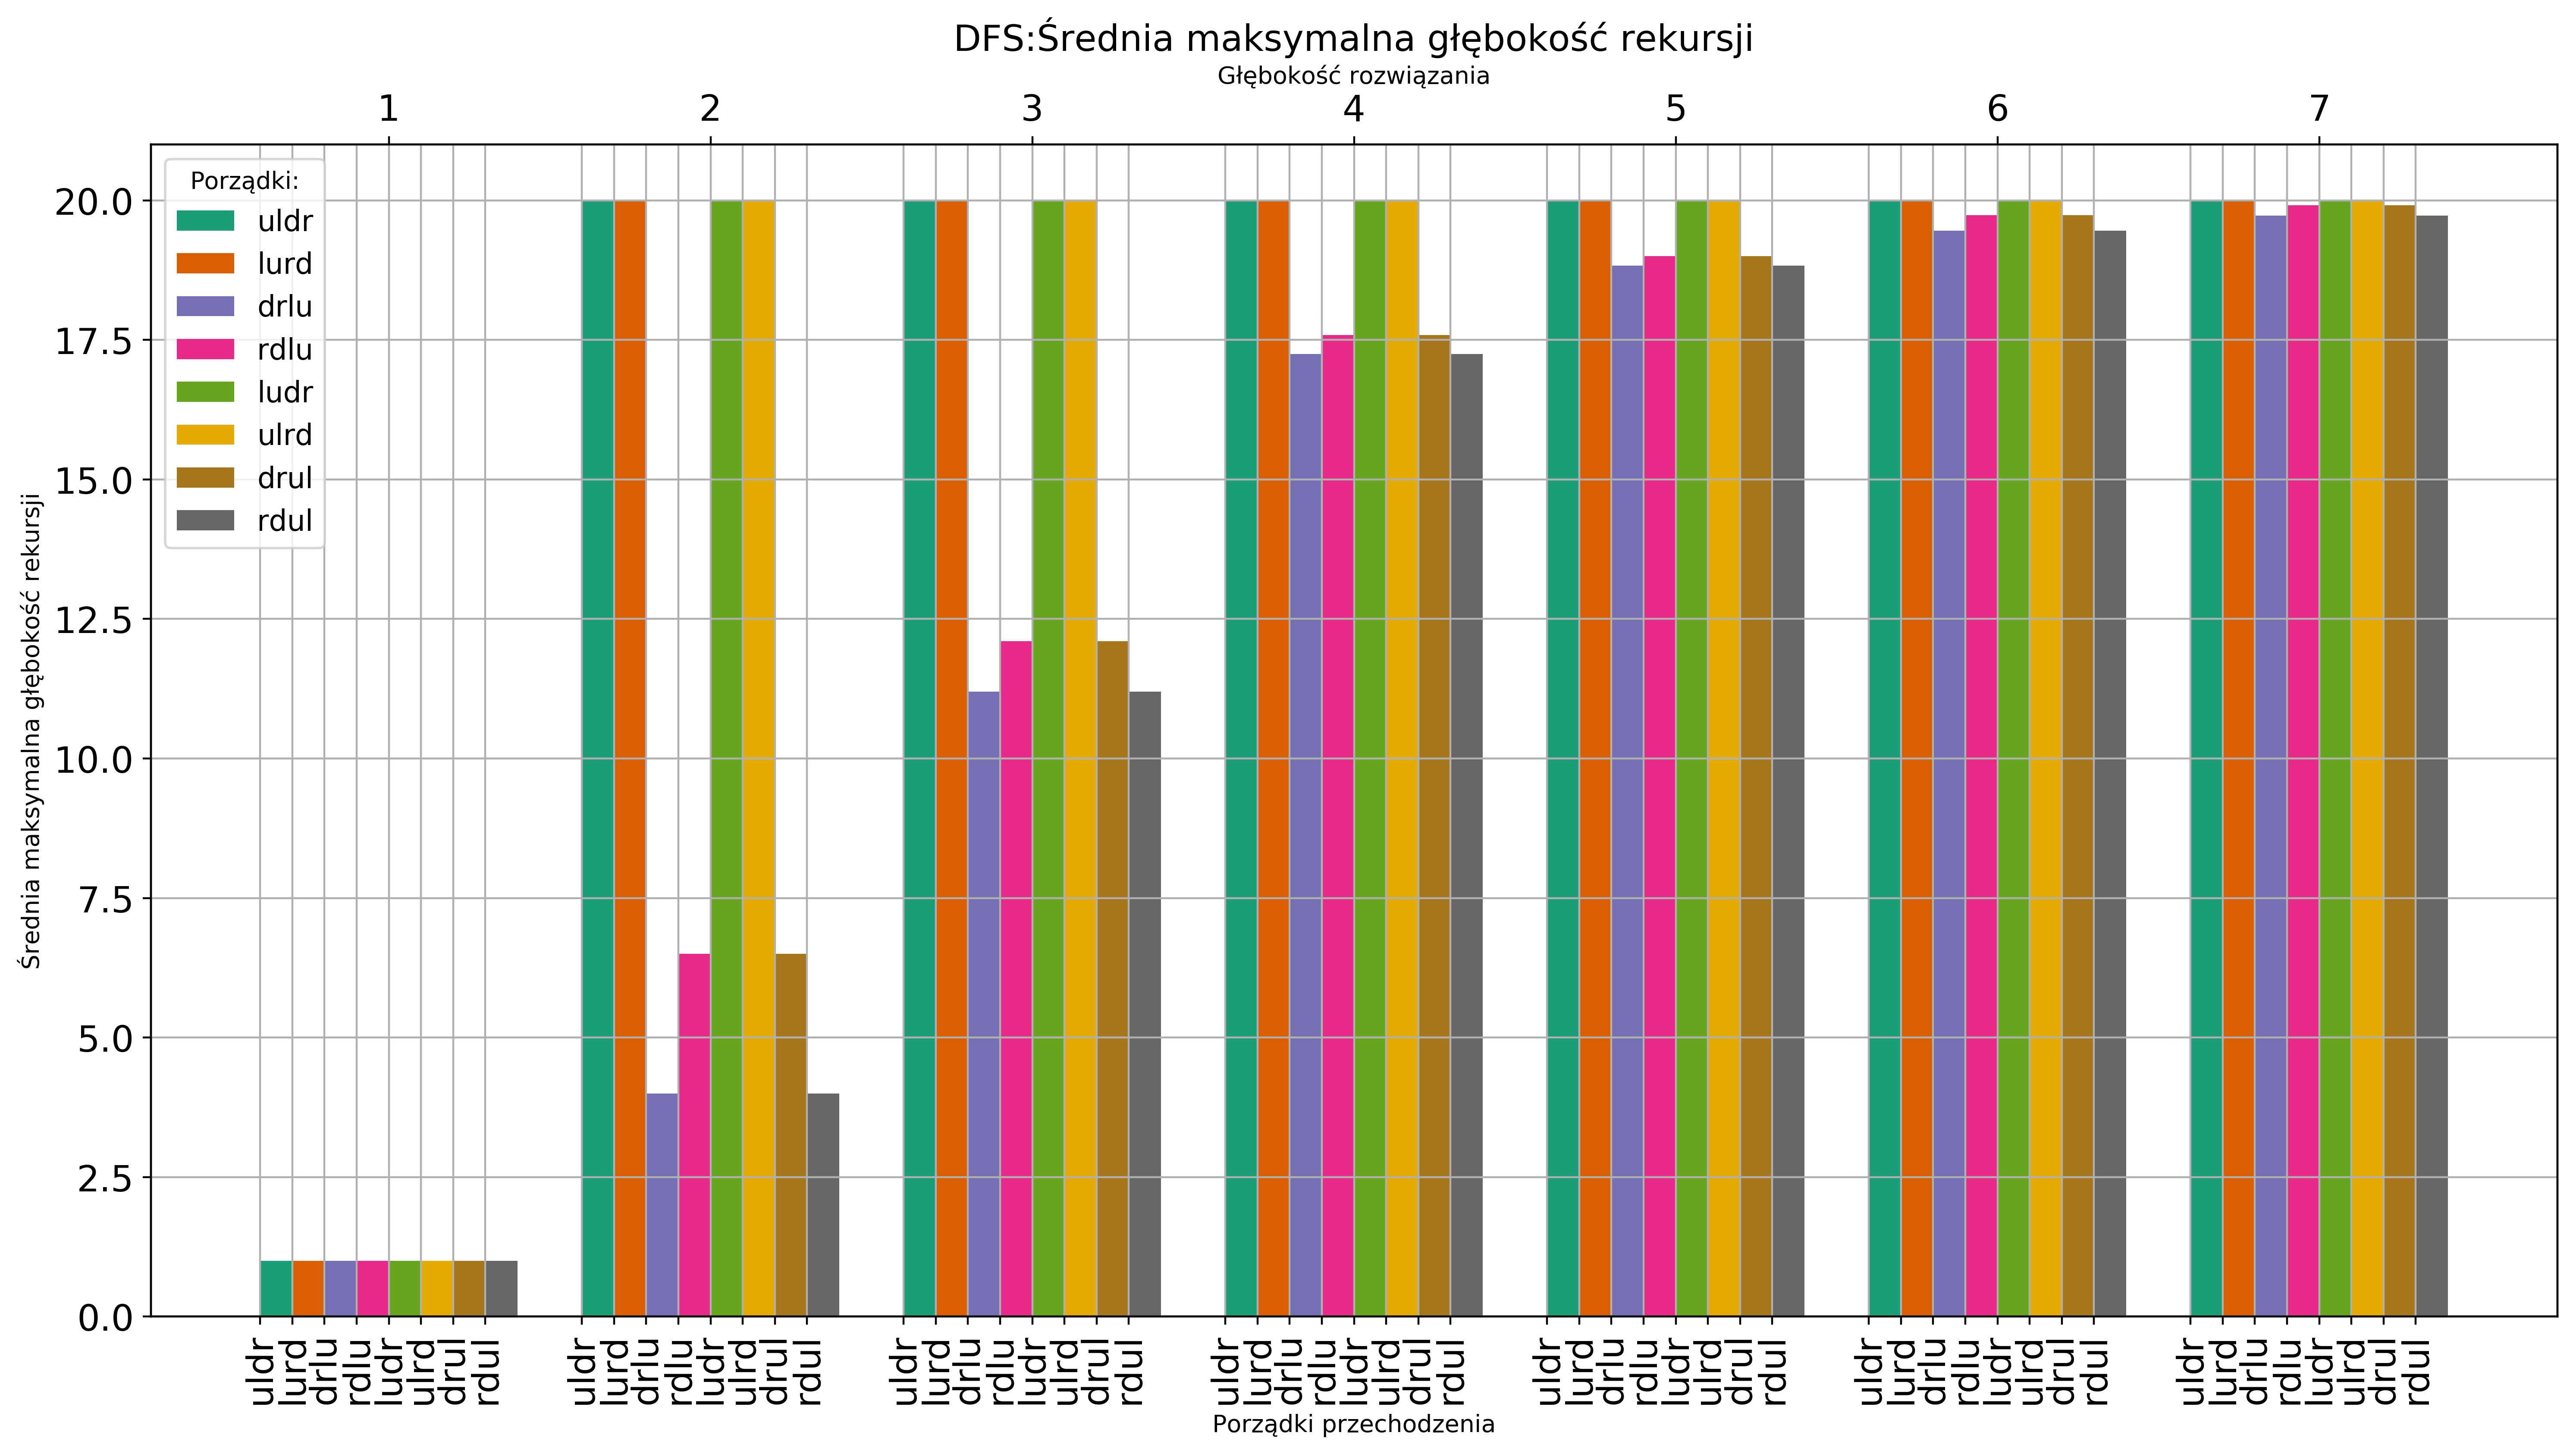 DFS:Średnia maksymalna głębokość rekursji
Głębokość rozwiązania
1 2 3 4 5 6 7
Porządki:
uldr
lurd
drlu
rdlu
ludr
ulrd
drul
rdul
Średnia maksymalna głębokość rekursji
20.0
17.5
15.0
12.5
10.0
7.5
5.0
2.5
0.0
uldr lurd drlu rdlu ludr ulrd drul rdul uldr lurd drlu rdlu ludr ulrd drul rdul uldr lurd drlu rdlu ludr ulrd drul rdul uldr lurd drlu rdlu ludr ulrd drul rdul uldr lurd drlu rdlu ludr ulrd drul rdul uldr lurd drlu rdlu ludr ulrd drul rdul uldr lurd drlu rdlu ludr ulrd drul rdul
Porządki przechodzenia